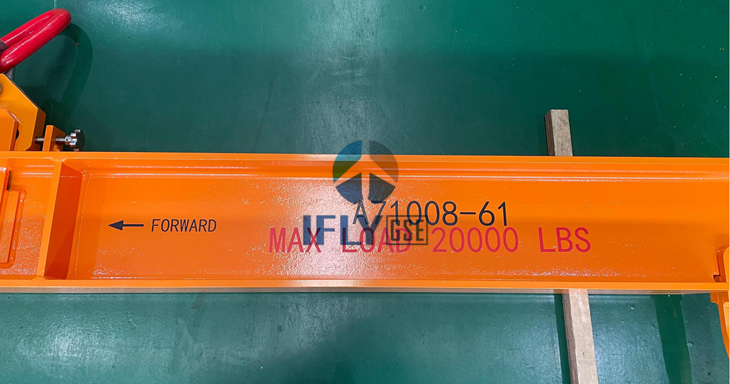 A71008-61
← FORWARD
MAX LOAD 20000 LBS
IFLY GSE